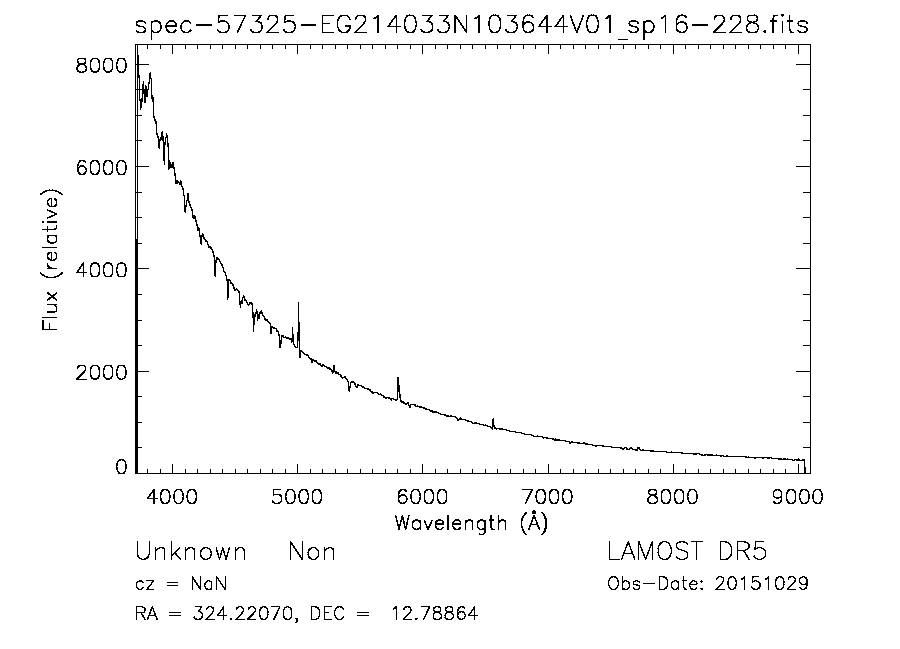 spec-57325-EG214033N103644V01_sp16-228.fits
8000
6000
4000
2000
0
Flux (relative)
4000 5000 6000 7000 8000 9000
Wavelength (Å)
Unknown Non LAMOST DR5
cz = NaN Obs-Date: 20151029
RA = 324.22070, DEC = 12.78864